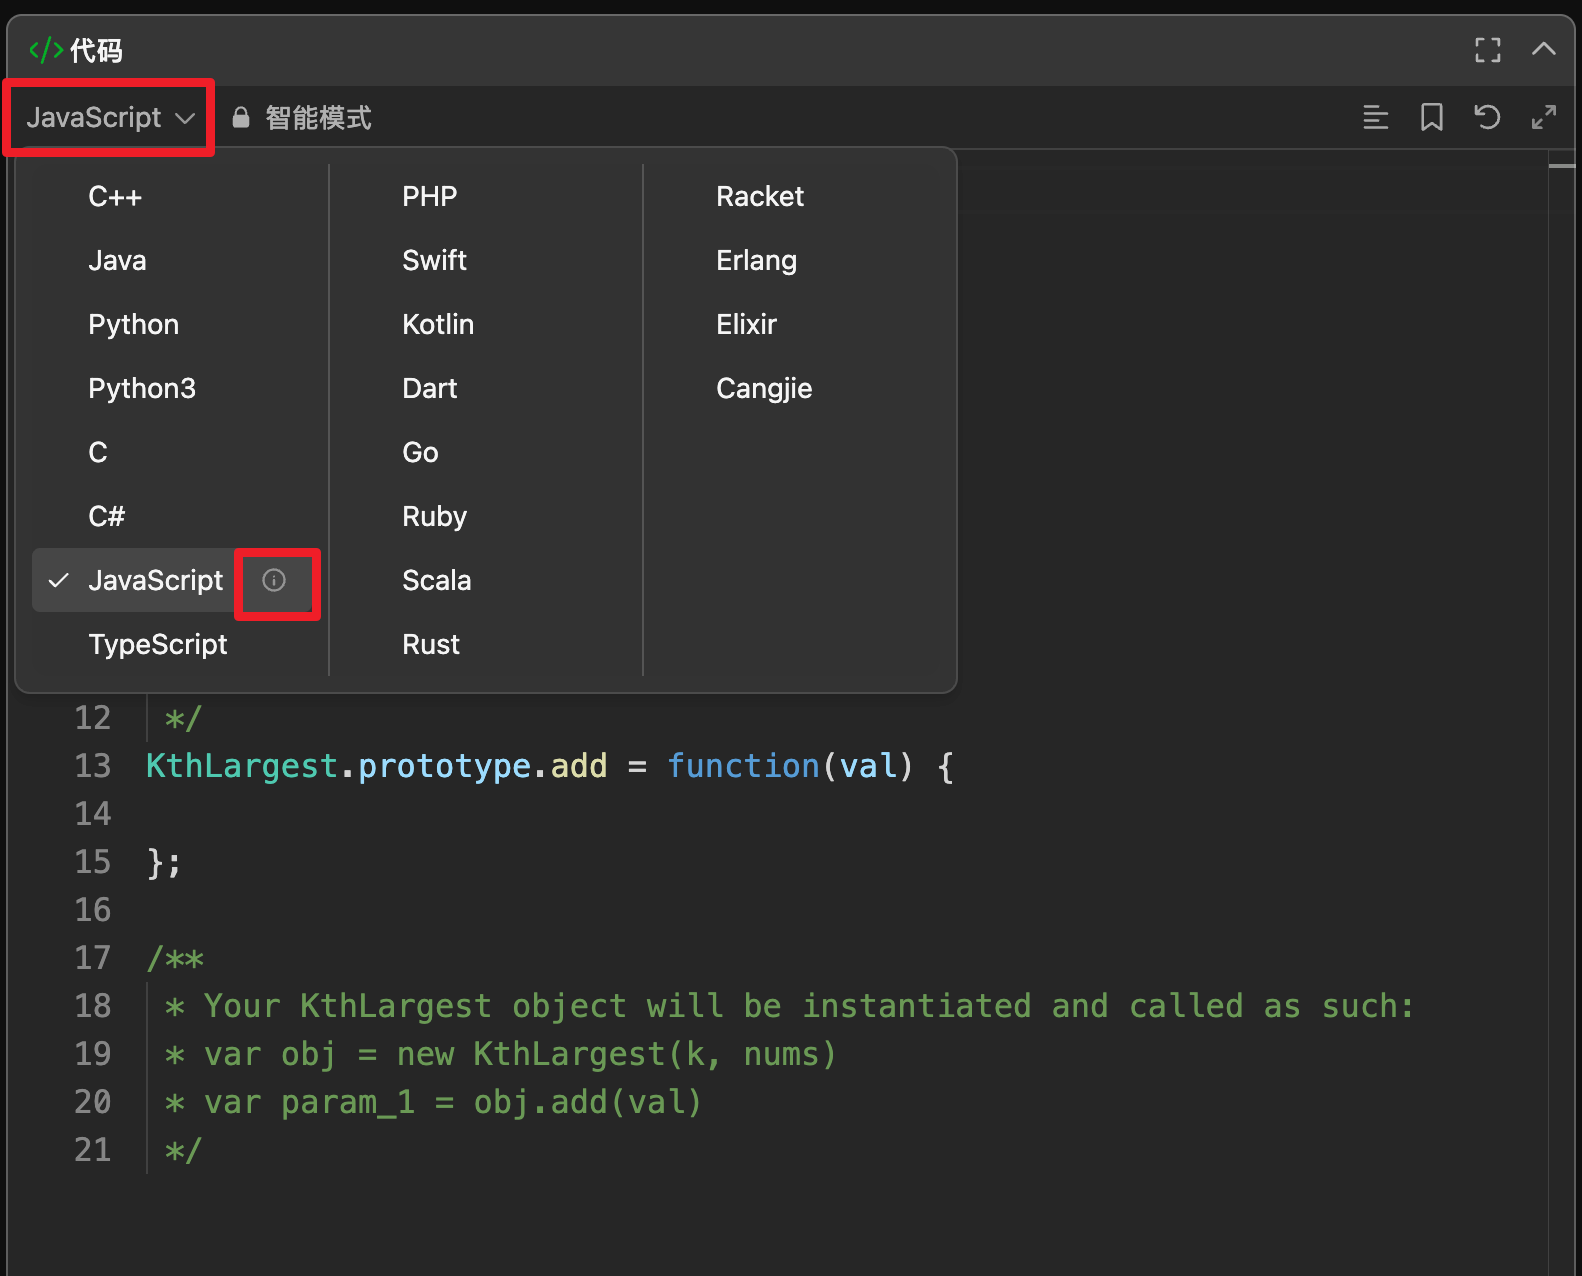 </> 代码
JavaScript 智能模式
C++
Java
Python
Python3
C
C#
JavaScript
TypeScript
PHP
Swift
Kotlin
Dart
Go
Ruby
Scala
Rust
Racket
Erlang
Elixir
Cangjie
12 */
13 KthLargest.prototype.add = function(val) {
14
15 };
16
17 /**
18 * Your KthLargest object will be instantiated and called as such:
19 * var obj = new KthLargest(k, nums)
20 * var param_1 = obj.add(val)
21 */